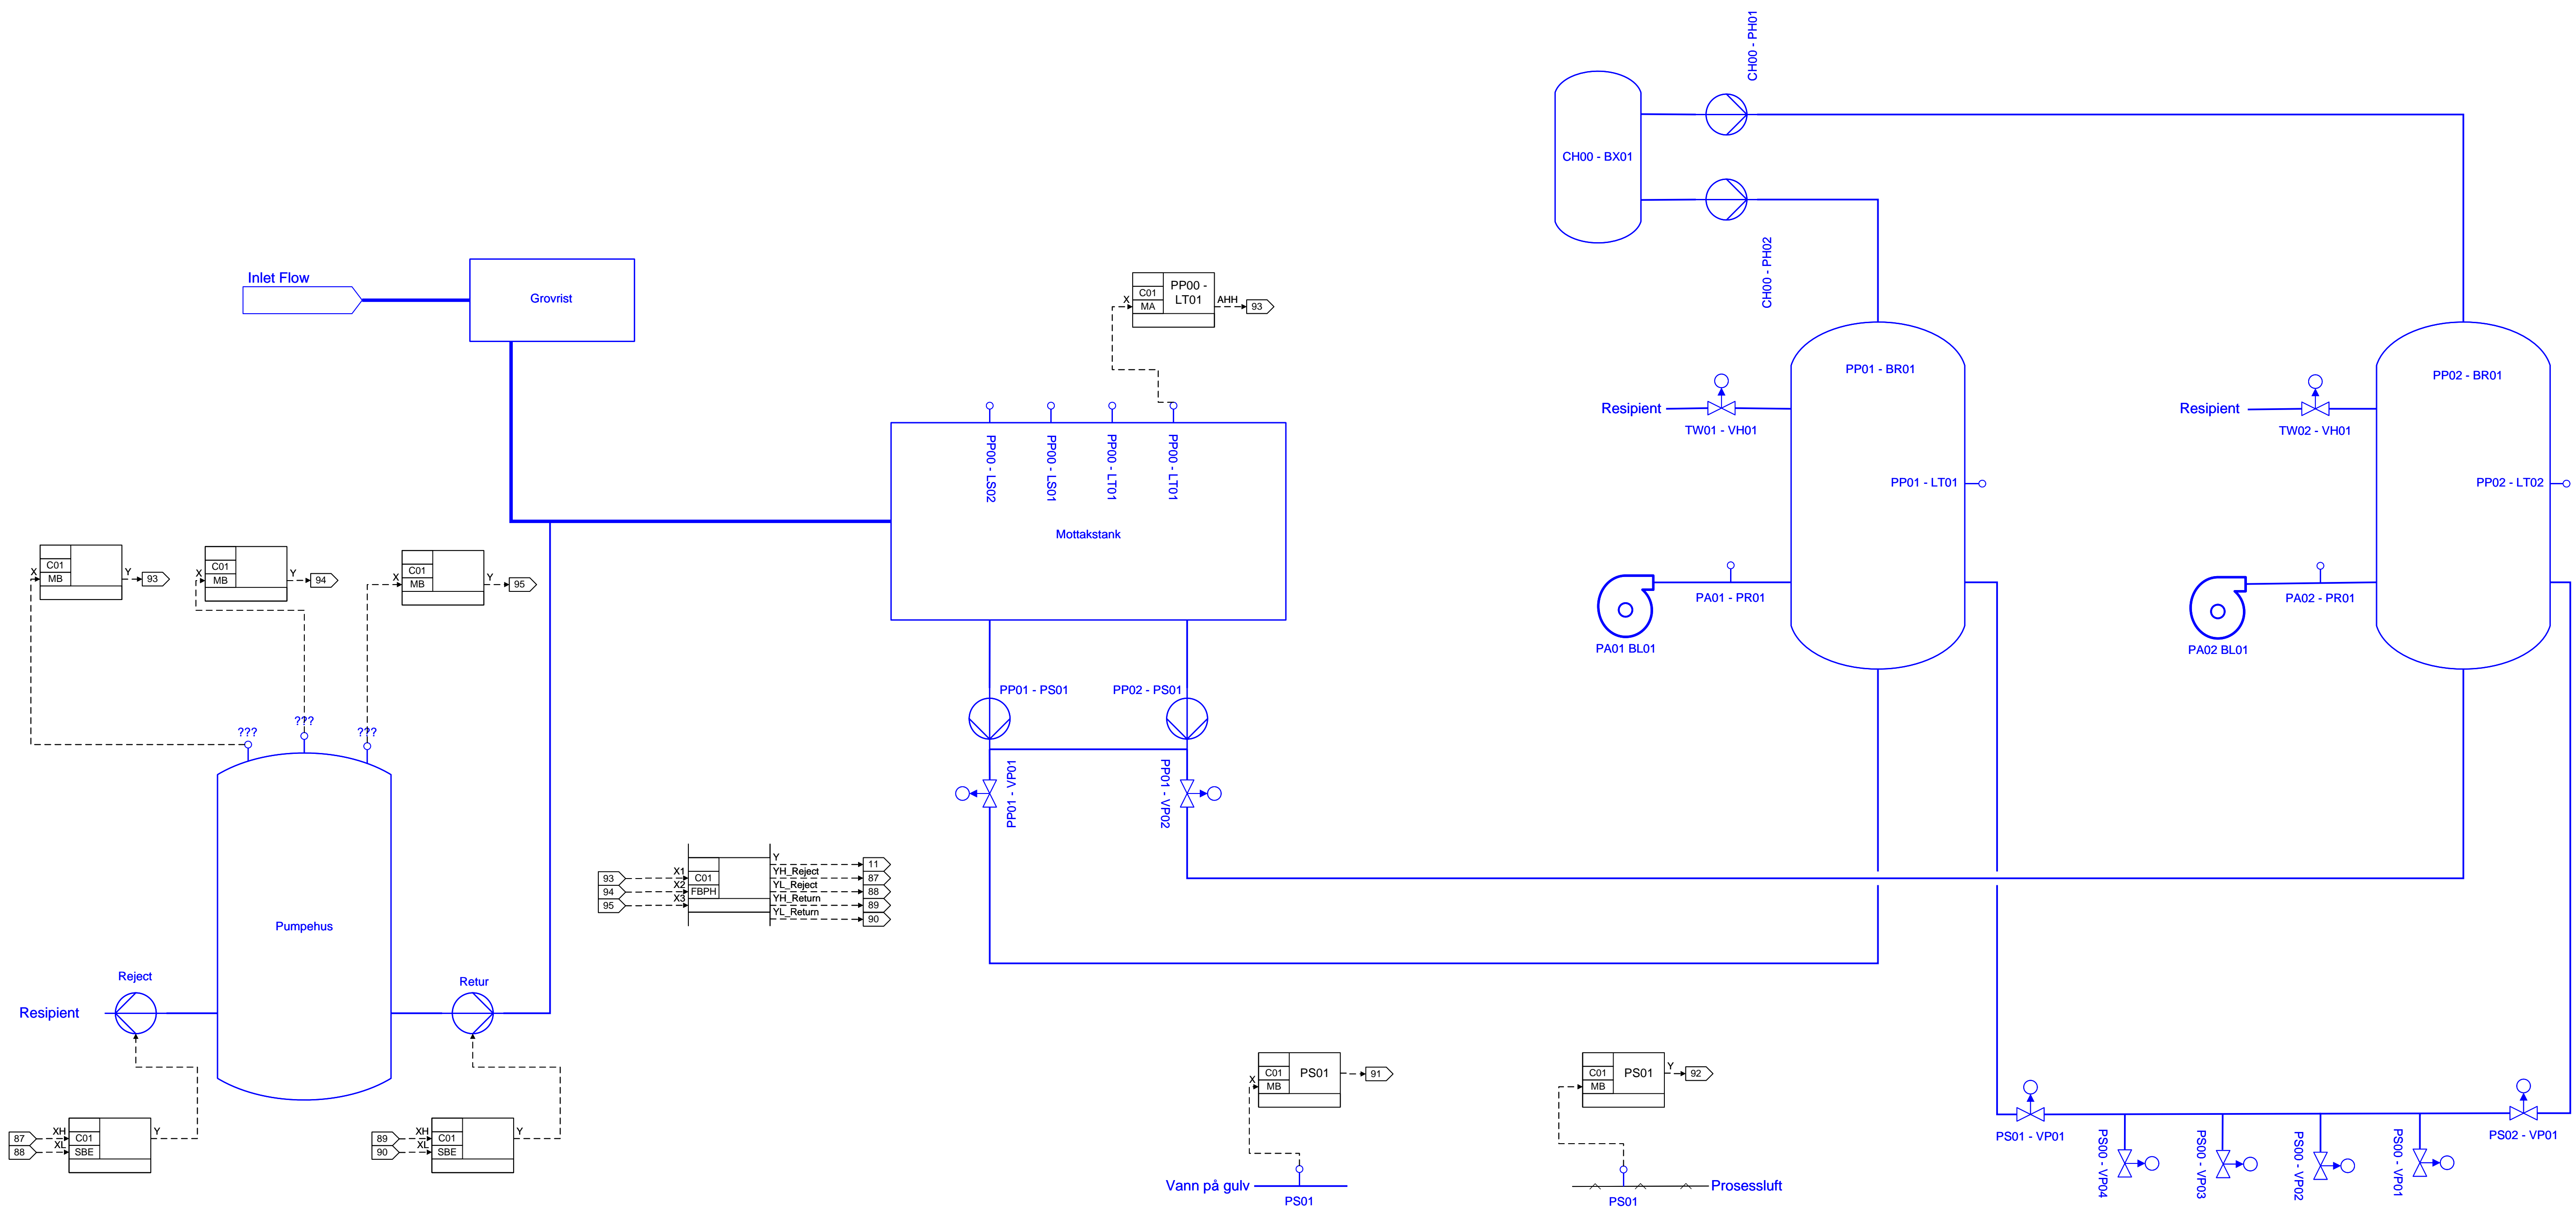 CH00 - PH01
CH00 - BX01
CH00 - PH02
Inlet Flow
Grovrist
C01
MA
PP00 -
LT01
X
AHH
93
PP00 - LS02
PP00 - LS01
PP00 - LT01
PP00 - LT01
Mottakstank
PP01 - BR01
PP02 - BR01
Resipient
TW01 - VH01
Resipient
TW02 - VH01
PP01 - LT01
PP02 - LT02
PA01 - PR01
PA01 BL01
PA02 - PR01
PA02 BL01
X
C01
MB
Y
93
X
C01
MB
Y
94
X
C01
MB
Y
95
???
???
???
PP01 - PS01
PP02 - PS01
PP01 - VP01
PP01 - VP02
93
94
95
X1
X2
X3
C01
FBPH
Y
YH_Reject
YL_Reject
YH_Return
YL_Return
11
87
88
89
90
Pumpehus
Reject
Retur
Resipient
87
88
XH
XL
C01
SBE
Y
89
90
XH
XL
C01
SBE
Y
X
C01
MB
PS01
91
C01
MB
PS01
Y
92
Vann på gulv
PS01
Prosessluft
PS01
PS01 - VP01
PS00 - VP04
PS00 - VP03
PS00 - VP02
PS00 - VP01
PS02 - VP01